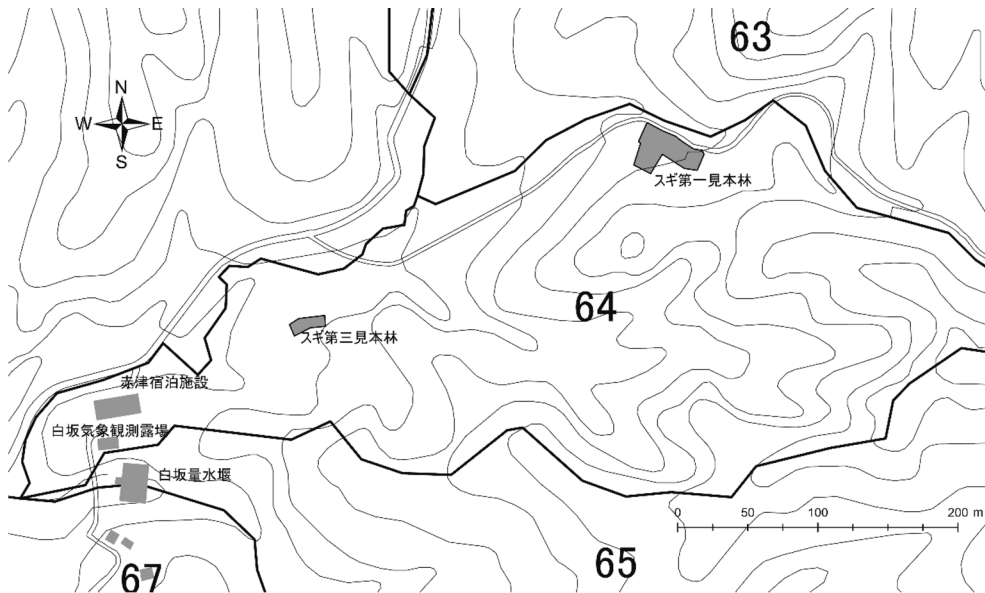 63
N
W E
S
スギ第一見本林
64
スギ第三見本林
赤津宿泊施設
白坂気象観測露場
白坂量水堰
0 50 100 200 m
65
67